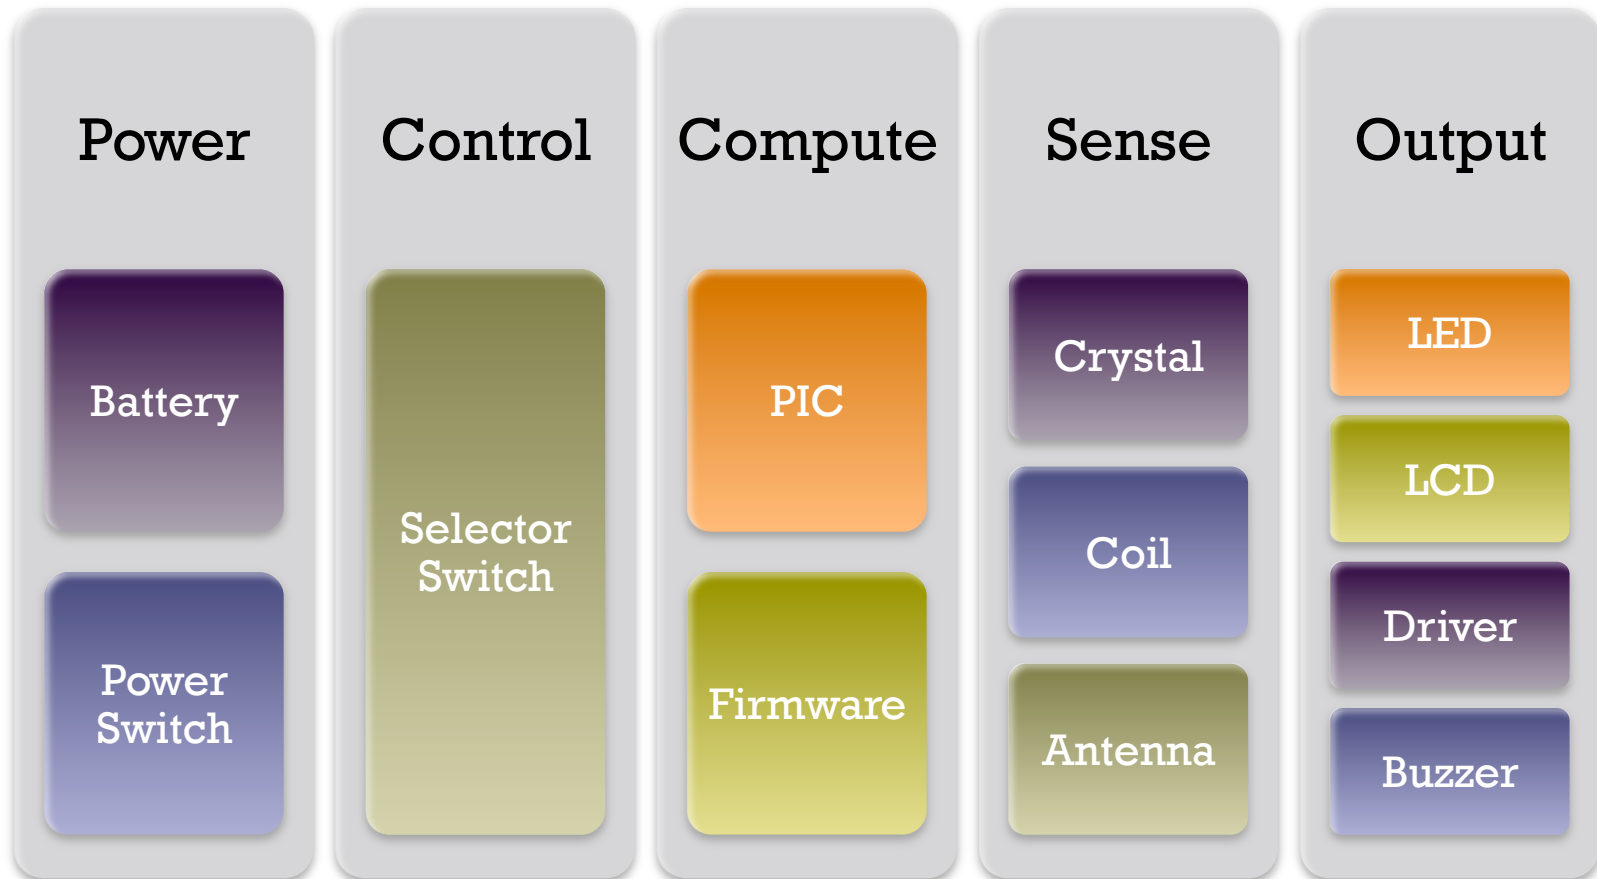 Power
Battery
Power
Switch
Control
Selector
Switch
Compute
PIC
Firmware
Sense
Crystal
Coil
Antenna
Output
LED
LCD
Driver
Buzzer